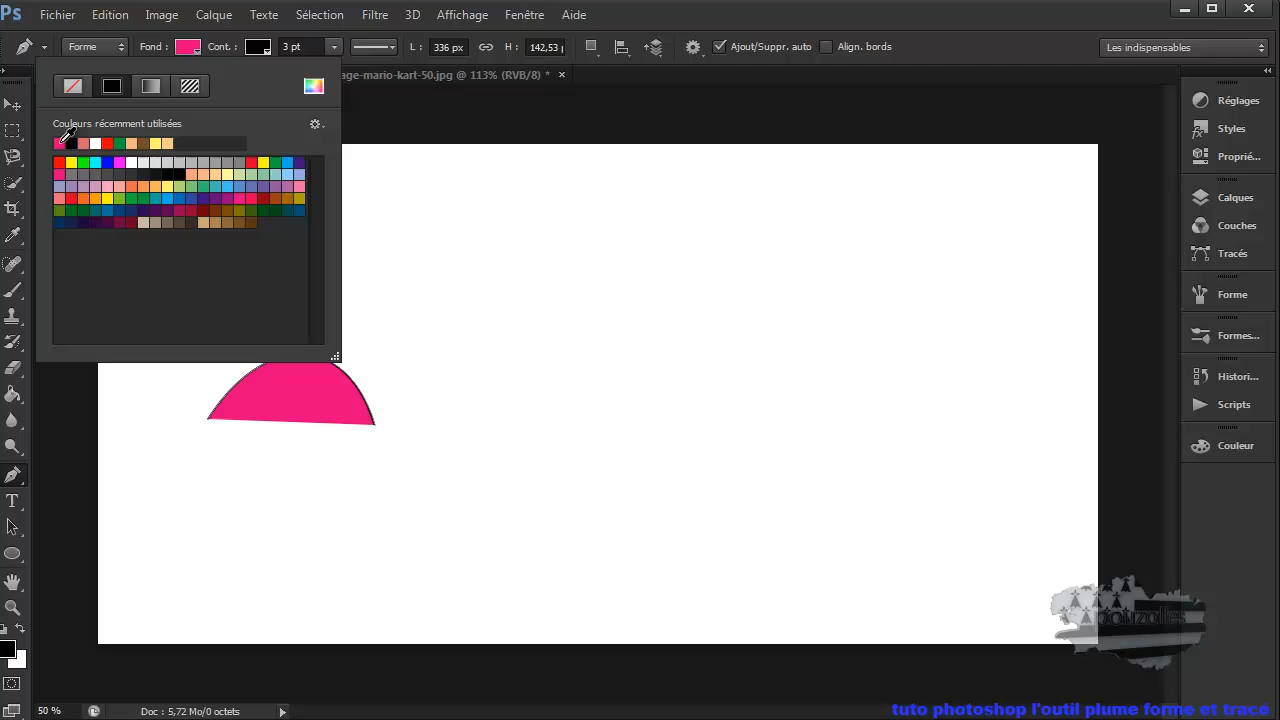 Ps Fichier Edition Image Calque Texte Sélection Filtre 3D Affichage Fenêtre Aide
Forme Fond : Cont. : 3 pt L : 336 px H : 142,53 Ajout/Suppr. auto Align. bords Les indispensables
age-mario-kart-50.jpg @ 113% (RVB/8) *
Couleurs récemment utilisées
Réglages
Styles
Proprié...
Calques
Couches
Tracés
Forme
Formes...
Histori...
Scripts
Couleur
50 % Doc : 5,72 Mo/0 octets
tuto photoshop l'outil plume forme et tracé